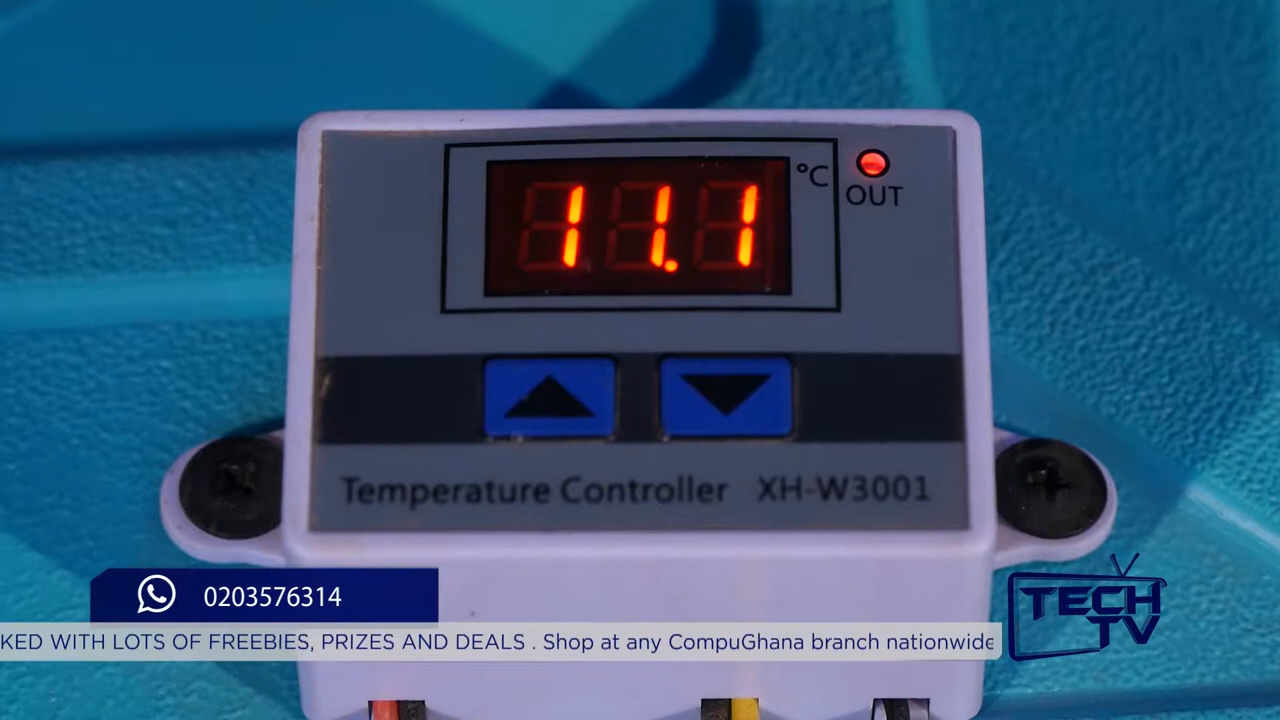 11.1
°C
OUT
Temperature Controller XH-W3001
0203576314
KED WITH LOTS OF FREEBIES, PRIZES AND DEALS . Shop at any CompuGhana branch nationwide
TECH
TV